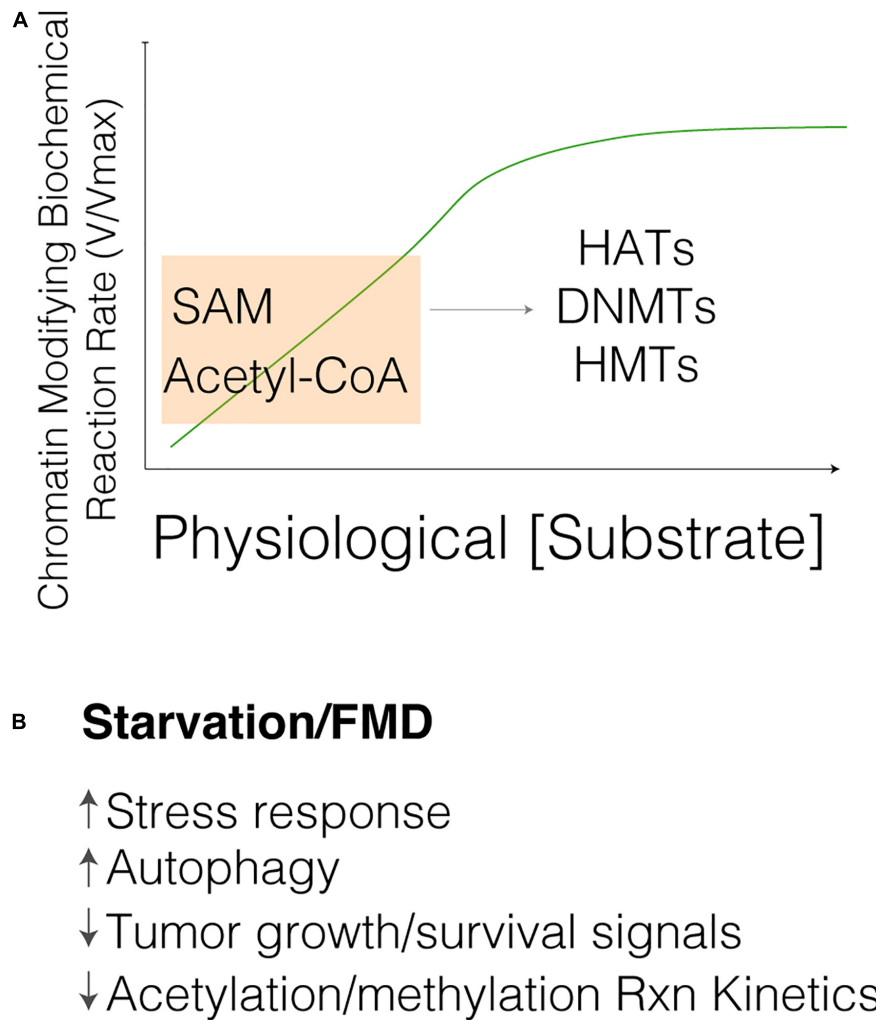 A
Chromatin Modifying Biochemical
Reaction Rate (V/Vmax)
SAM
Acetyl-CoA
HATs
DNMTs
HMTs
Physiological [Substrate]
B
Starvation/FMD
↑Stress response
↑Autophagy
↓Tumor growth/survival signals
↓Acetylation/methylation Rxn Kinetics